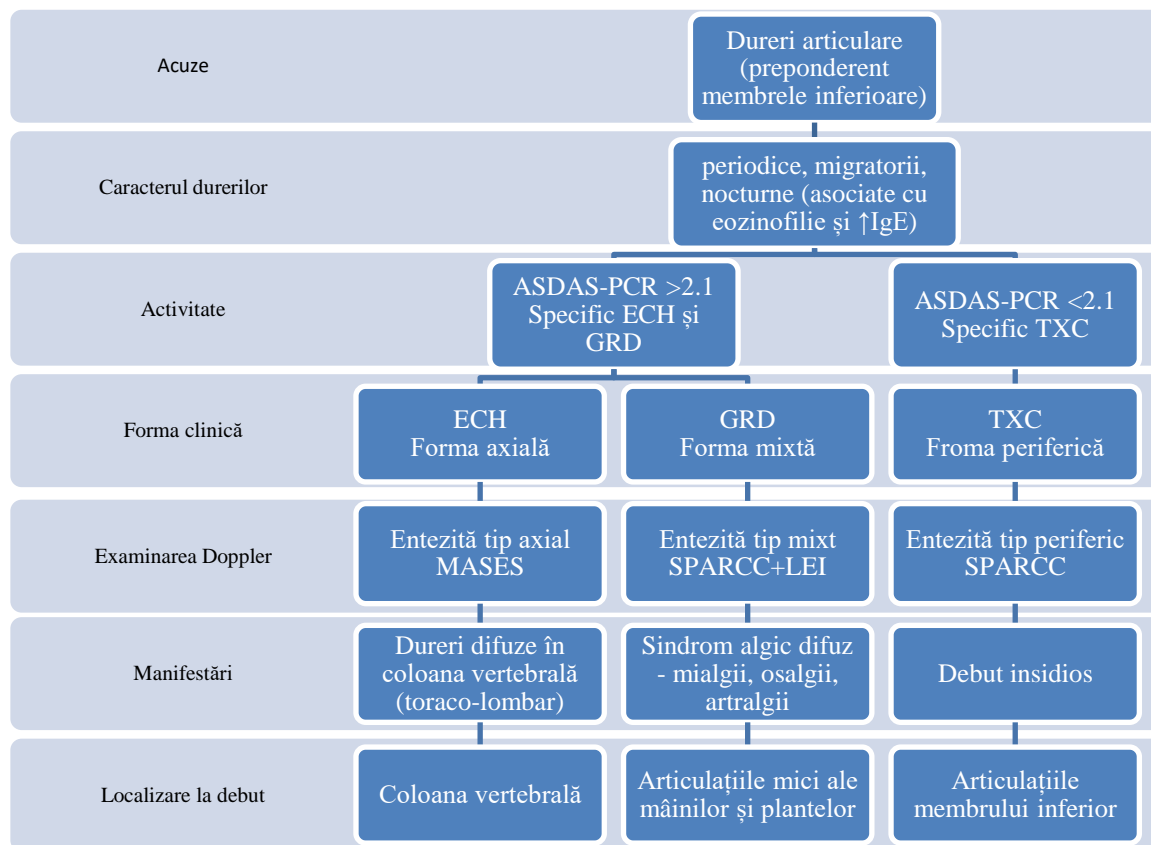 Acuze
Dureri articulare
(preponderent
membrele inferioare)
Caracterul durerilor
periodice, migratorii,
nocturne (asociate cu
eozinofilie și ↑IgE)
Activitate
ASDAS-PCR >2.1
Specific ECH și
GRD
ASDAS-PCR <2.1
Specific TXC
Forma clinică
ECH
Forma axială
GRD
Forma mixtă
TXC
Froma periferică
Examinarea Doppler
Entezită tip axial
MASES
Entezită tip mixt
SPARCC+LEI
Entezită tip periferic
SPARCC
Manifestări
Dureri difuze în
coloana vertebrală
(toraco-lombar)
Sindrom algic difuz
- mialgii, osalgii,
artralgii
Debut insidios
Localizare la debut
Coloana vertebrală
Articulațiile mici ale
mâinilor și plantelor
Articulațiile
membrului inferior